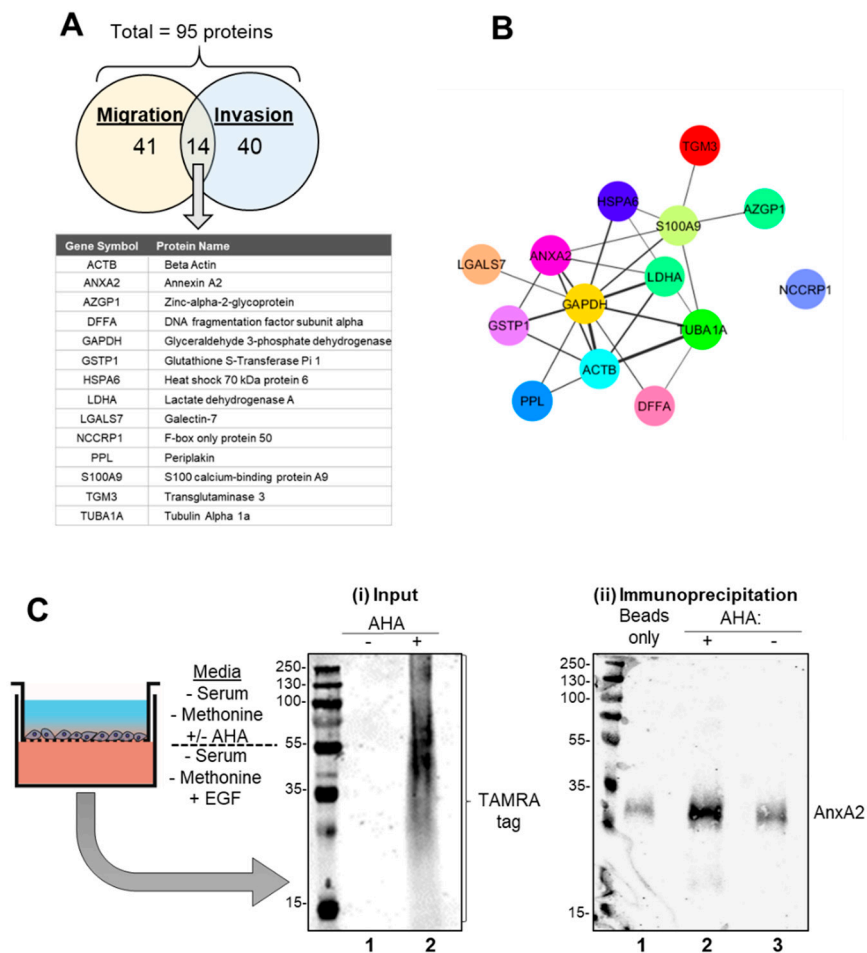 A
Total = 95 proteins
Migration
Invasion
41
14
40
Gene Symbol Protein Name
ACTB Beta Actin
ANXA2 Annexin A2
AZGP1 Zinc-alpha-2-glycoprotein
DFFA DNA fragmentation factor subunit alpha
GAPDH Glyceraldehyde 3-phosphate dehydrogenase
GSTP1 Glutathione S-Transferase Pi 1
HSPA6 Heat shock 70 kDa protein 6
LDHA Lactate dehydrogenase A
LGALS7 Galectin-7
NCCRP1 F-box only protein 50
PPL Periplakin
S100A9 S100 calcium-binding protein A9
TGM3 Transglutaminase 3
TUBA1A Tubulin Alpha 1a
B
TGM3
HSPA6
AZGP1
S100A9
ANXA2
LGALS7
LDHA
NCCRP1
GAPDH
GSTP1
TUBA1A
ACTB
PPL
DFFA
C
Media
- Serum
- Methonine
+/- AHA
- Serum
- Methonine
+ EGF
(i) Input
AHA
- +
250-
130-
100-
55-
35-
15-
TAMRA
tag
1 2
(ii) Immunoprecipitation
Beads
only
AHA:
+ -
250-
130-
100-
55-
35-
15-
AnxA2
1 2 3